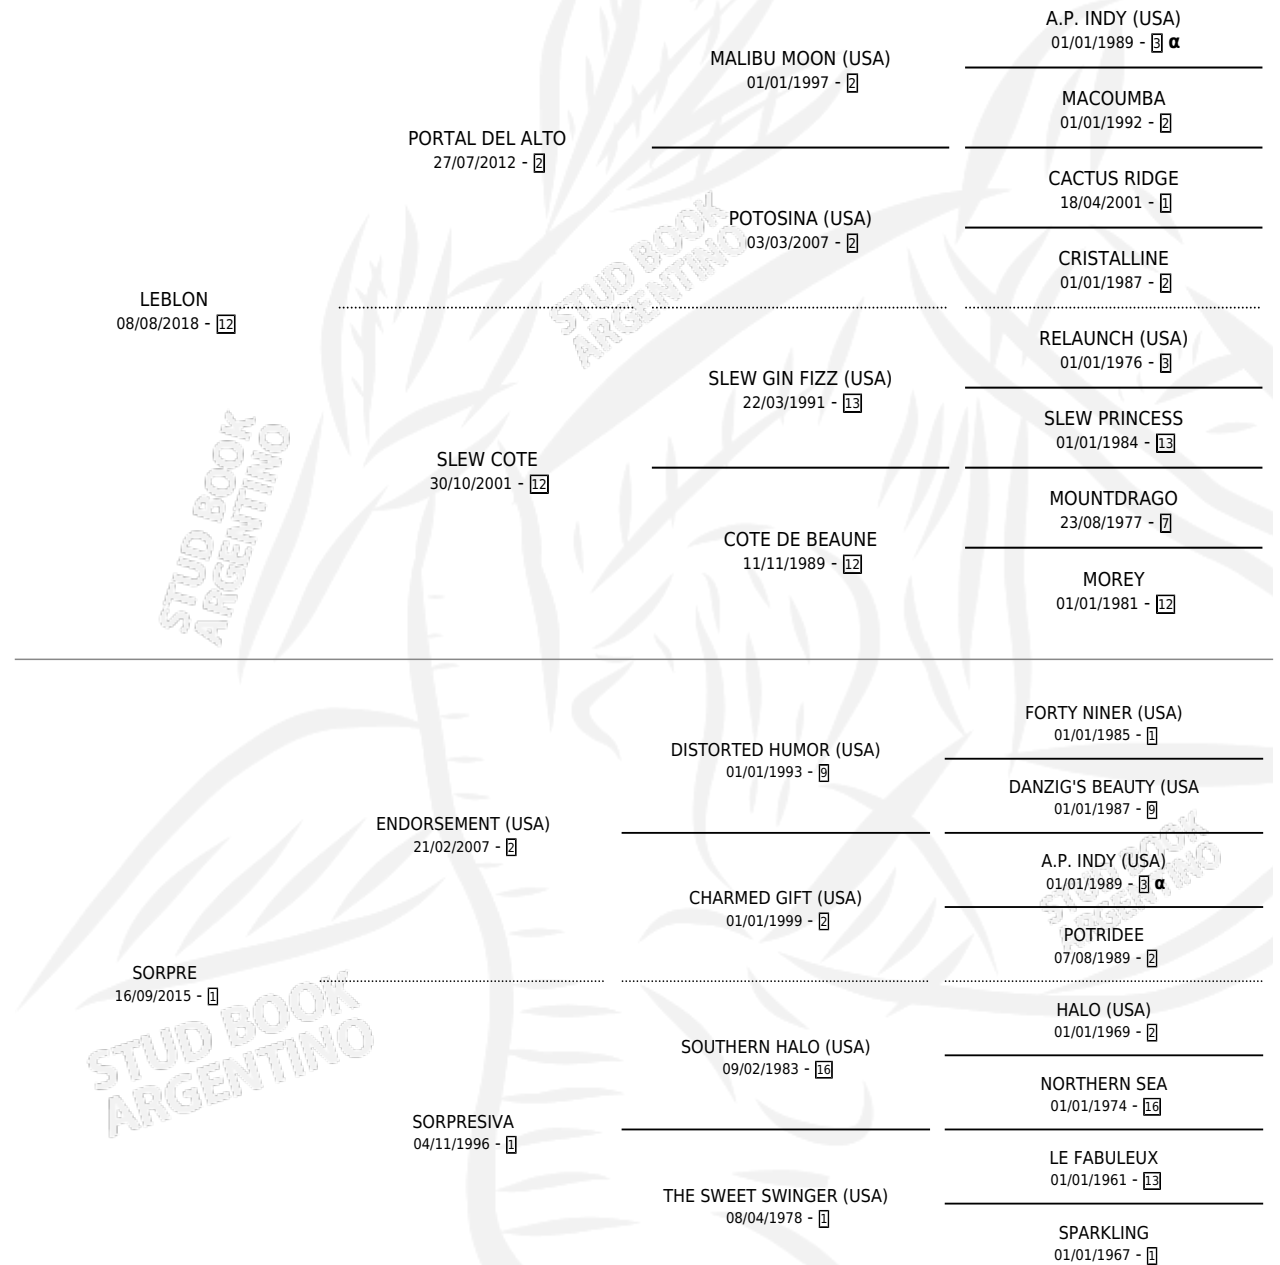 A.P. INDY (USA)
01/01/1989 - 3 α
MALIBU MOON (USA)
01/01/1997 - 2
MACOUMBA
01/01/1992 - 2
PORTAL DEL ALTO
27/07/2012 - 2
CACTUS RIDGE
18/04/2001 - 1
POTOSINA (USA)
03/03/2007 - 2
CRISTALLINE
01/01/1987 - 2
STUD BOOK
ARGENTINO
LEBLON
08/08/2018 - 12
RELAUNCH (USA)
01/01/1976 - 3
SLEW GIN FIZZ (USA)
22/03/1991 - 13
SLEW PRINCESS
01/01/1984 - 13
SLEW COTE
30/10/2001 - 12
MOUNTDRAGO
23/08/1977 - 7
COTE DE BEAUNE
11/11/1989 - 12
MOREY
01/01/1981 - 12
STUD BOOK
ARGENTINO
FORTY NINER (USA)
01/01/1985 - 1
DISTORTED HUMOR (USA)
01/01/1993 - 9
DANZIG'S BEAUTY (USA
01/01/1987 - 9
ENDORSEMENT (USA)
21/02/2007 - 2
A.P. INDY (USA)
01/01/1989 - 3 α
CHARMED GIFT (USA)
01/01/1999 - 2
POTRIDEE
07/08/1989 - 2
STUD BOOK
ARGENTINO
SORPRE
16/09/2015 - 1
HALO (USA)
01/01/1969 - 2
SOUTHERN HALO (USA)
09/02/1983 - 16
NORTHERN SEA
01/01/1974 - 16
SORPRESIVA
04/11/1996 - 1
LE FABULEUX
01/01/1961 - 13
THE SWEET SWINGER (USA)
08/04/1978 - 1
SPARKLING
01/01/1967 - 1
STUD BOOK
ARGENTINO